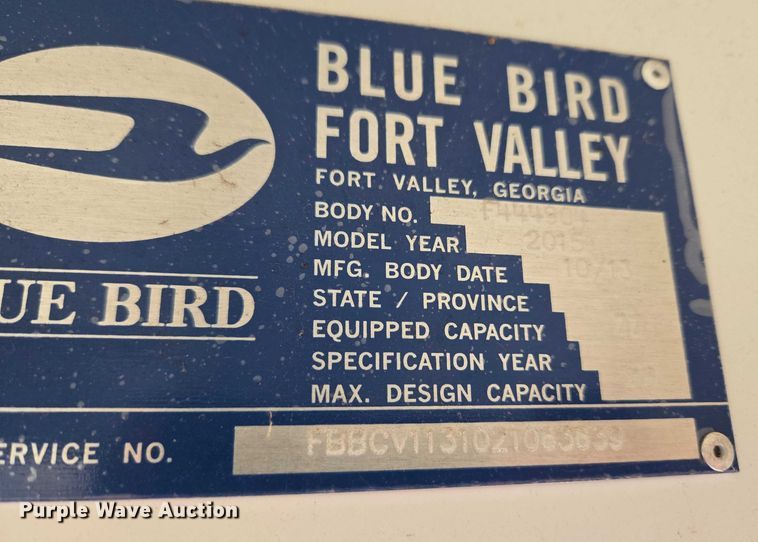 BLUE BIRD
FORT VALLEY
FORT VALLEY, GEORGIA
BODY NO.
MODEL YEAR
MFG. BODY DATE
STATE / PROVINCE
EQUIPPED CAPACITY
SPECIFICATION YEAR
MAX. DESIGN CAPACITY
UE BIRD
ERVICE NO.
Purple Wave Auction